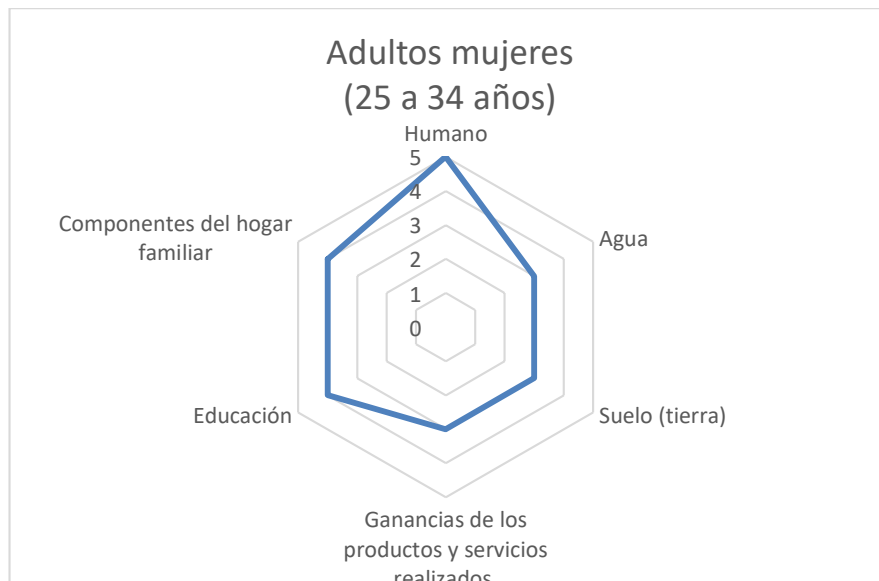 Adultos mujeres
(25 a 34 años)
Humano
5
4
3
2
1
0
Agua
Suelo (tierra)
Ganancias de los
productos y servicios
realizados
Educación
Componentes del hogar
familiar